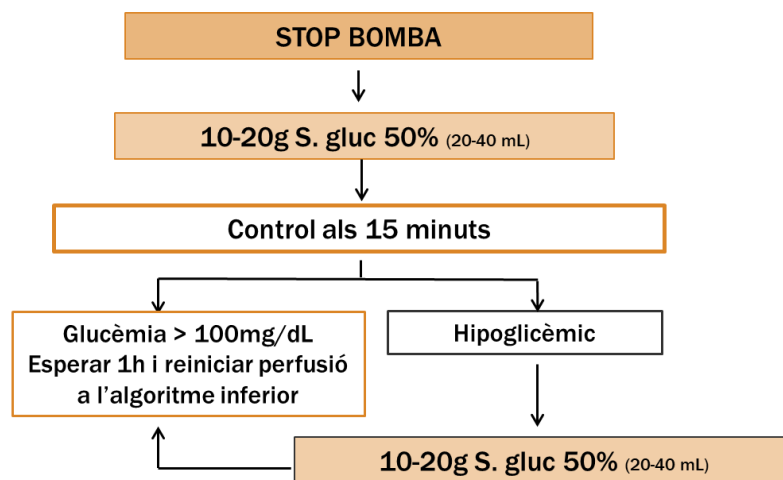 STOP BOMBA
10-20g S. gluc 50% (20-40 mL)
Control als 15 minuts
Glucèmia > 100mg/dL
Esperar 1h i reiniciar perfusió
a l’algoritme inferior
Hipoglicèmic
10-20g S. gluc 50% (20-40 mL)